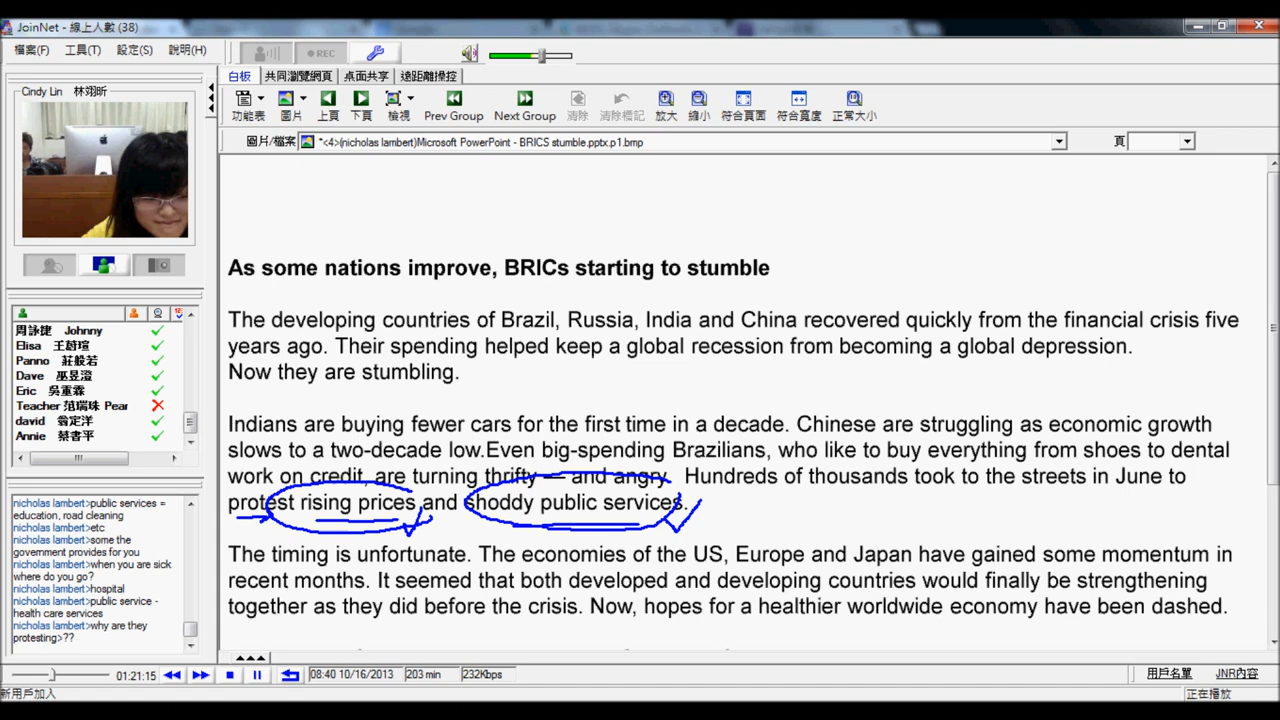 JoinNet - 線上人數 (38)
檔案(F) 工具(T) 設定(S) 說明(H)
REC
白板 共同瀏覽網頁 桌面共享 遠距離操控
功能表 圖片 上頁 下頁 檢視 Prev Group Next Group 清除 清除標記 放大 縮小 符合頁面 符合寬度 正常大小
圖片/檔案 *<4>(nicholas lambert)Microsoft PowerPoint - BRICS stumble.pptx.p1.bmp 頁
Cindy Lin 林翊昕
周詠捷 Johnny
Elisa 王蒔瑄
Panno 莊般若
Dave 巫昱澄
Eric 吳重霖
Teacher 范瑞珠 Pear
david 翁定洋
Annie 蔡書平
nicholas lambert>public services =
education, road cleaning
nicholas lambert>etc
nicholas lambert>some the
government provides for you
nicholas lambert>when you are sick
where do you go?
nicholas lambert>hospital
nicholas lambert>public service -
health care services
nicholas lambert>why are they
protesting>??
As some nations improve, BRICs starting to stumble
The developing countries of Brazil, Russia, India and China recovered quickly from the financial crisis five
years ago. Their spending helped keep a global recession from becoming a global depression.
Now they are stumbling.
Indians are buying fewer cars for the first time in a decade. Chinese are struggling as economic growth
slows to a two-decade low.Even big-spending Brazilians, who like to buy everything from shoes to dental
work on credit, are turning thrifty — and angry. Hundreds of thousands took to the streets in June to
protest rising prices and shoddy public services.
The timing is unfortunate. The economies of the US, Europe and Japan have gained some momentum in
recent months. It seemed that both developed and developing countries would finally be strengthening
together as they did before the crisis. Now, hopes for a healthier worldwide economy have been dashed.
01:21:15 08:40 10/16/2013 203 min 232Kbps 用戶名單 JNR內容
新用戶加入 正在播放